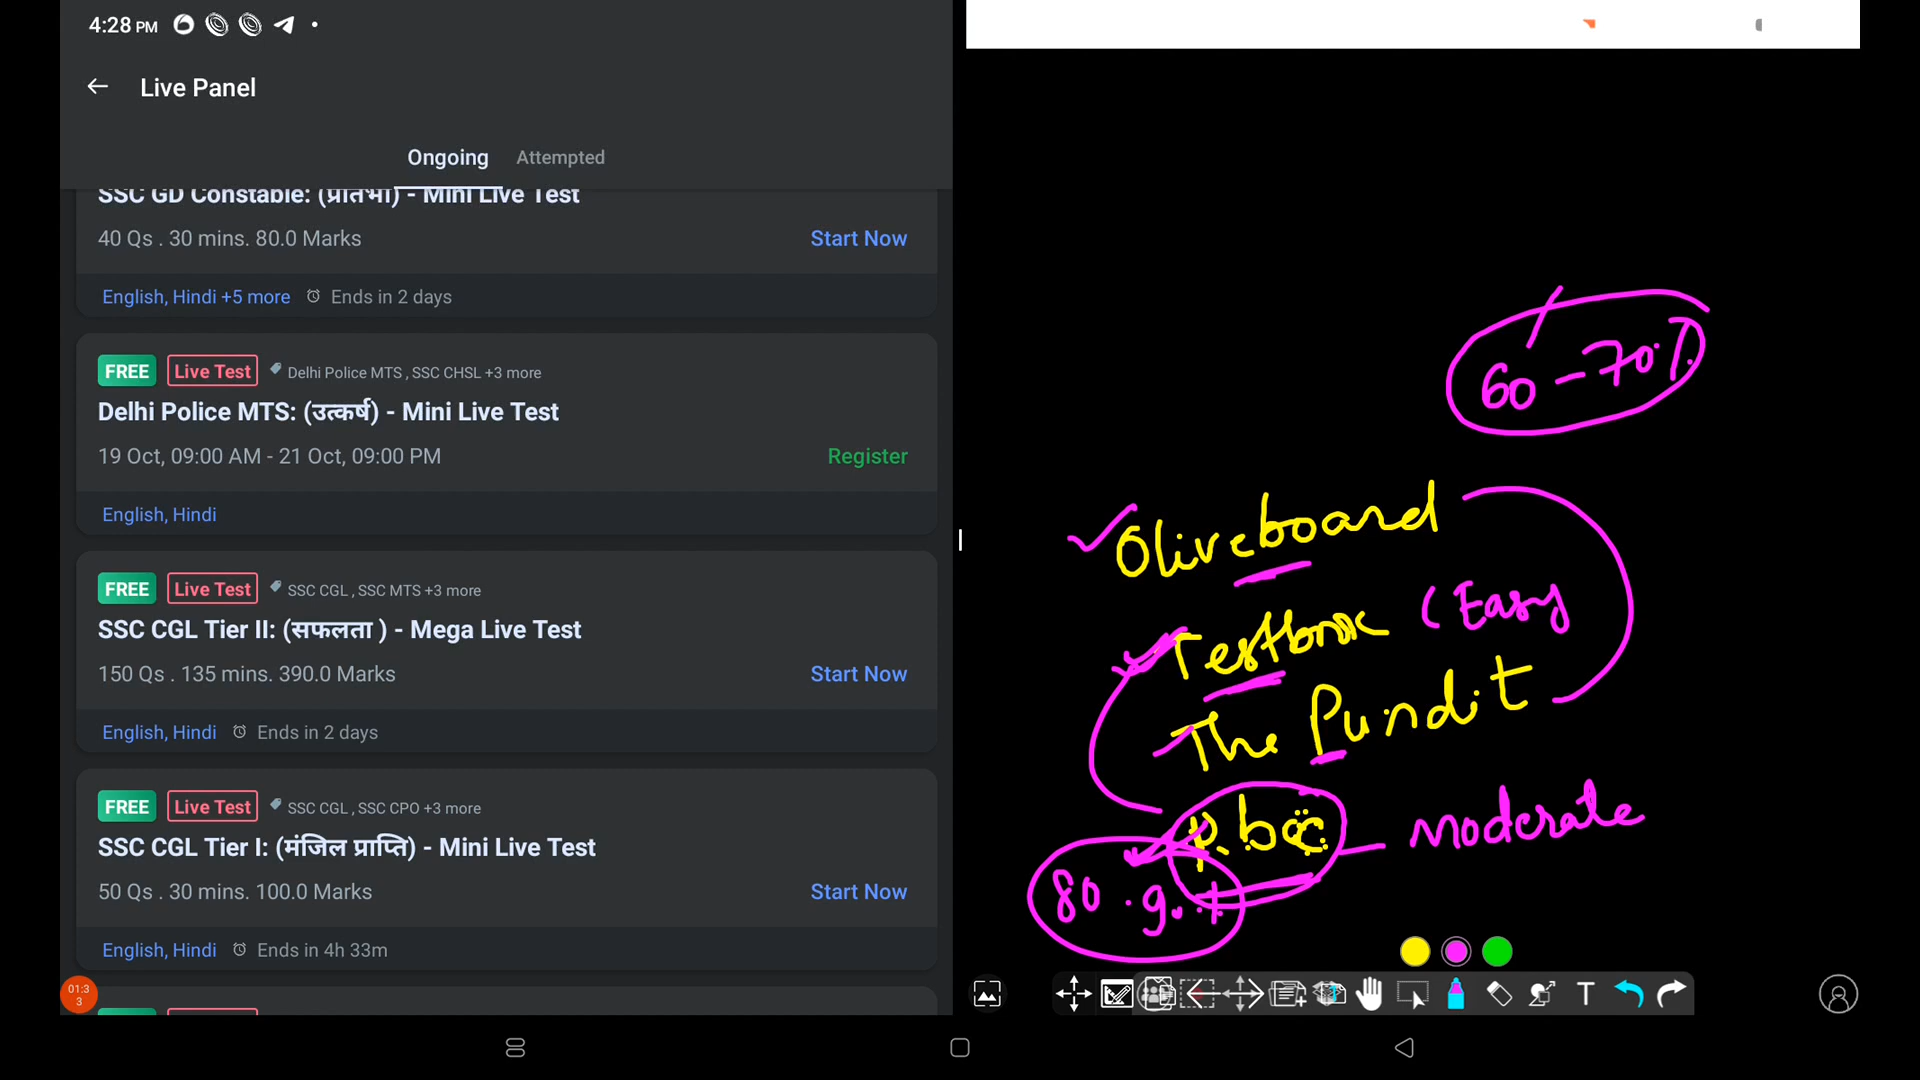 4:28 PM
Live Panel
Ongoing Attempted
SSC GD Constable: (प्रतिभा) - Mini Live Test
40 Qs . 30 mins. 80.0 Marks Start Now
English, Hindi +5 more Ends in 2 days
FREE Live Test Delhi Police MTS , SSC CHSL +3 more
Delhi Police MTS: (उत्कर्ष) - Mini Live Test
19 Oct, 09:00 AM - 21 Oct, 09:00 PM Register
English, Hindi
FREE Live Test SSC CGL , SSC MTS +3 more
SSC CGL Tier II: (सफलता ) - Mega Live Test
150 Qs . 135 mins. 390.0 Marks Start Now
English, Hindi Ends in 2 days
FREE Live Test SSC CGL , SSC CPO +3 more
SSC CGL Tier I: (मंजिल प्राप्ति) - Mini Live Test
50 Qs . 30 mins. 100.0 Marks Start Now
English, Hindi Ends in 4h 33m
01:3
3
60 - 70%
Oliveboard
Testbook (Easy
The Pundit
moderate
80
T